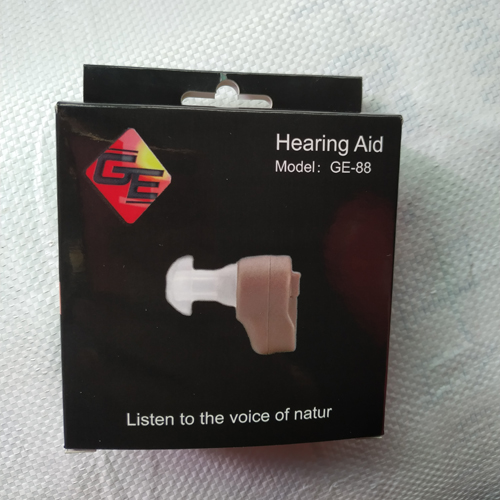 GE
Hearing Aid
Model: GE-88
Listen to the voice of natur